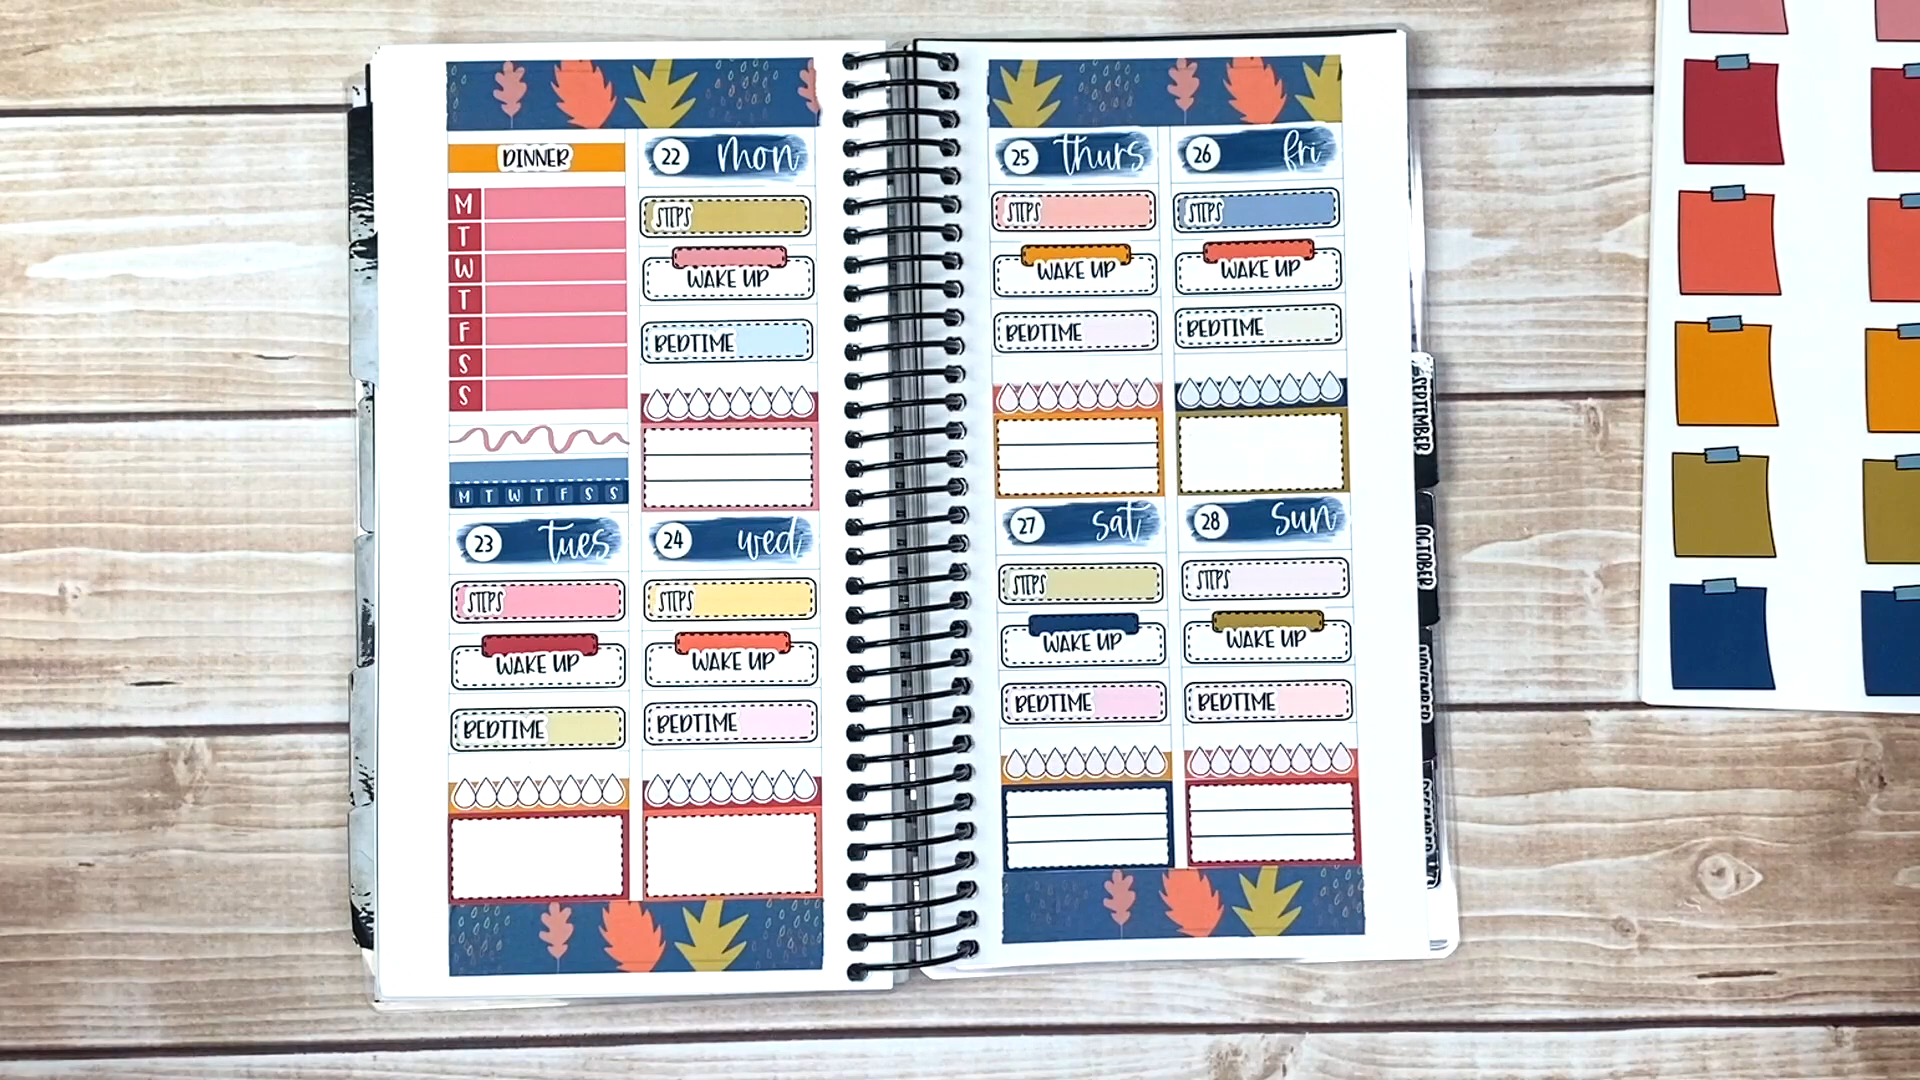 DINNER
M
T
W
T
F
S
S
M T W T F S S
22 mon
STEPS
WAKE UP
BEDTIME
23 tues
STEPS
WAKE UP
BEDTIME
24 wed
STEPS
WAKE UP
BEDTIME
25 thurs
STEPS
WAKE UP
BEDTIME
26 fri
STEPS
WAKE UP
BEDTIME
27 sat
STEPS
WAKE UP
BEDTIME
28 sun
STEPS
WAKE UP
BEDTIME
SEPTEMBER
OCTOBER
NOVEMBER
DECEMBER